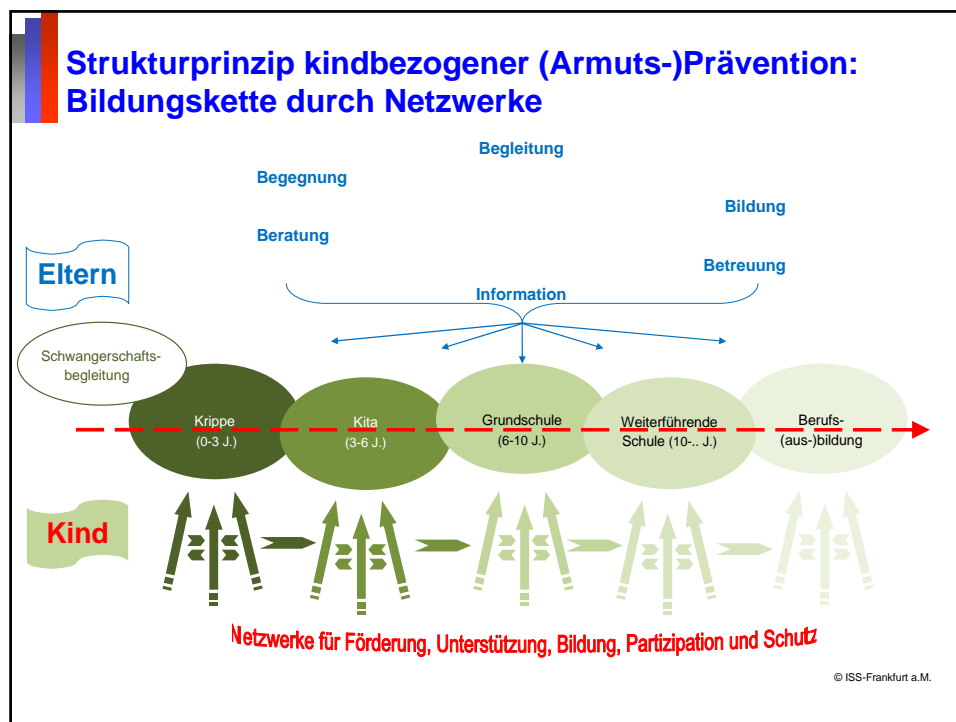 Strukturprinzip kindbezogener (Armuts-)Prävention:
Bildungskette durch Netzwerke
Begleitung
Begegnung
Bildung
Beratung
Eltern
Betreuung
Information
Schwangerschafts-
begleitung
Krippe
(0-3 J.)
Kita
(3-6 J.)
Grundschule
(6-10 J.)
Weiterführende
Schule (10-.. J.)
Berufs-
(aus-)bildung
Kind
Netzwerke für Förderung, Unterstützung, Bildung, Partizipation und Schutz
© ISS-Frankfurt a.M.